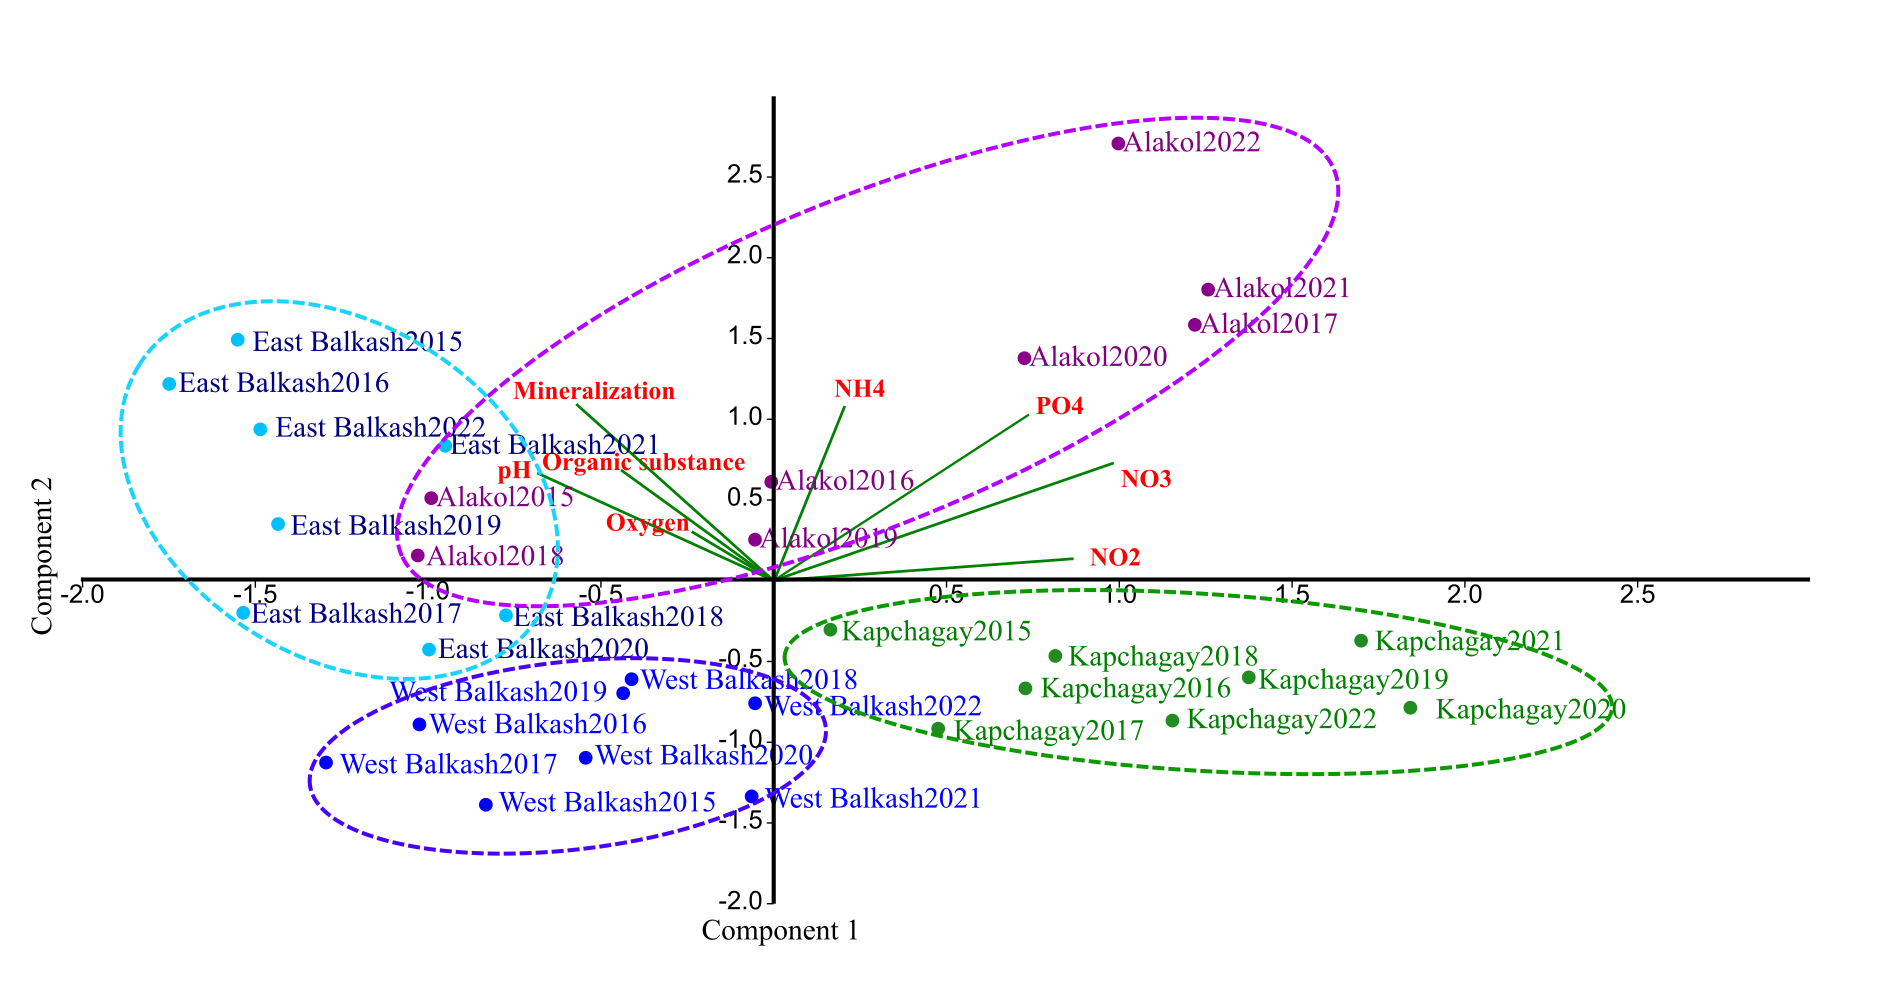 Alakol2022
2.5
2.0
Alakol2021
1.5
Alakol2017
East Balkash2015
Alakol2020
East Balkash2016
Mineralization
NH4
PO4
1.0
East Balkash2022
East Balkash2021
Organic substance
pH
Alakol2016
NO3
0.5
Alakol2015
East Balkash2019
Oxygen
Alakol2019
Alakol2018
NO2
-2.0
-1.5
-1.0
-0.5
0.5
1.0
1.5
2.0
2.5
Component 2
East Balkash2017
East Balkash2018
Kapchagay2015
East Balkash2020
Kapchagay2021
-0.5
Kapchagay2018
West Balkash2018
Kapchagay2019
West Balkash2019
Kapchagay2016
West Balkash2022
Kapchagay2020
West Balkash2016
Kapchagay2022
Kapchagay2017
-1.0
West Balkash2020
West Balkash2017
West Balkash2021
West Balkash2015
-1.5
-2.0
Component 1